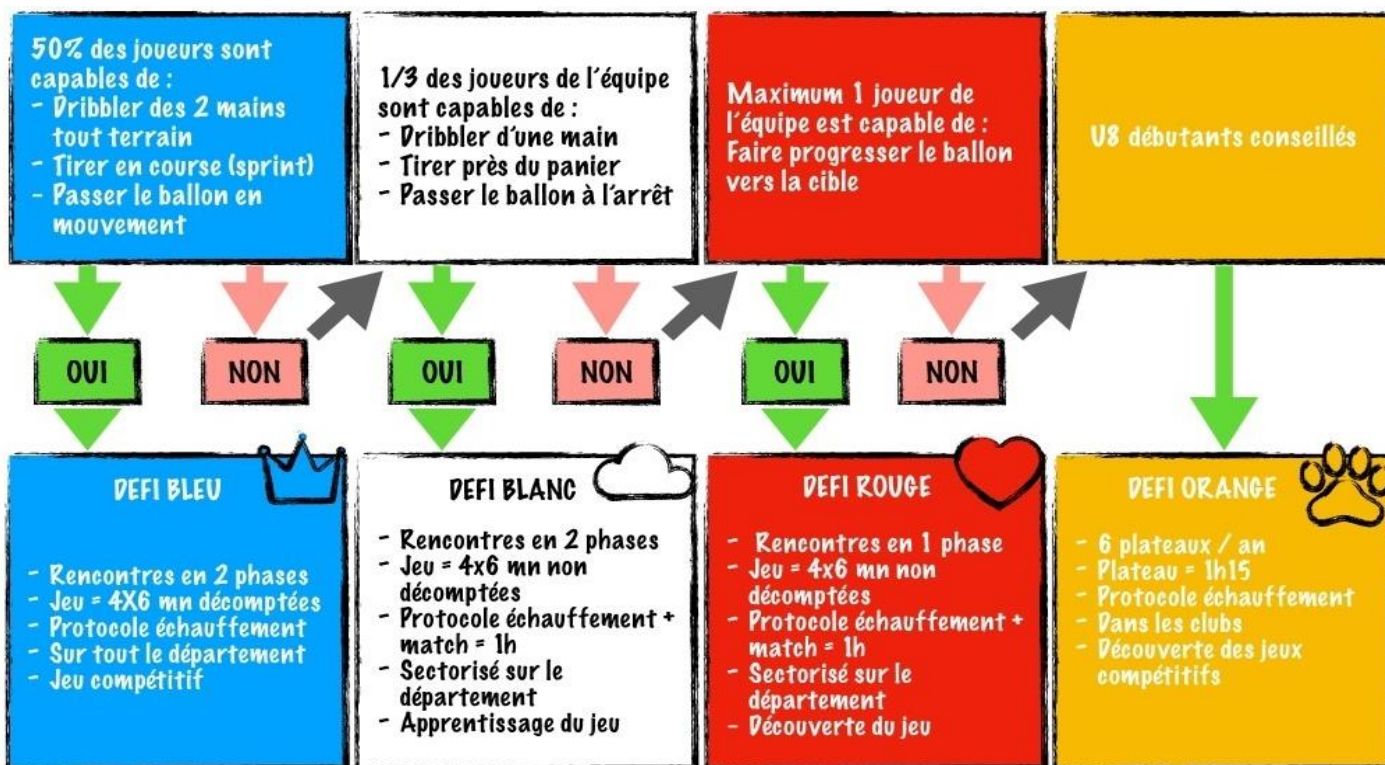 50% des joueurs sont
capables de :
- Dribbler des 2 mains
tout terrain
- Tirer en course (sprint)
- Passer le ballon en
mouvement
1/3 des joueurs de l'équipe
sont capables de :
- Dribbler d'une main
- Tirer près du panier
- Passer le ballon à l'arrêt
Maximum 1 joueur de
l'équipe est capable de :
Faire progresser le ballon
vers la cible
U8 débutants conseillés
OUI
NON
OUI
NON
OUI
NON
DEFI BLEU
- Rencontres en 2 phases
- Jeu = 4X6 mn décomptées
- Protocole échauffement
- Sur tout le département
- Jeu compétitif
DEFI BLANC
- Rencontres en 2 phases
- Jeu = 4x6 mn non
décomptées
- Protocole échauffement +
match = 1h
- Sectorisé sur le
département
- Apprentissage du jeu
DEFI ROUGE
- Rencontres en 1 phase
- Jeu = 4x6 mn non
décomptées
- Protocole échauffement +
match = 1h
- Sectorisé sur le
département
- Découverte du jeu
DEFI ORANGE
- 6 plateaux / an
- Plateau = 1h15
- Protocole échauffement
- Dans les clubs
- Découverte des jeux
compétitifs